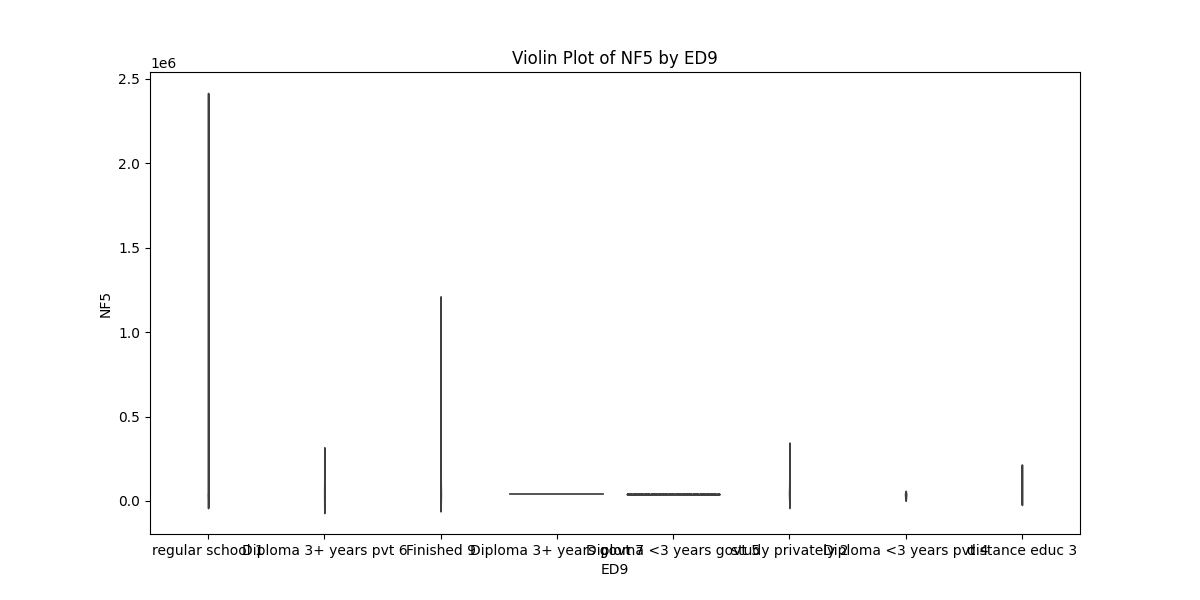 Violin Plot of NF5 by ED9
1e6
2.5
2.0
1.5
1.0
0.5
0.0
NF5
regular school 1
Diploma 3+ years pvt 6
Finished 9
Diploma 3+ years govt 7
Diploma <3 years govt 5
study privately 2
Diploma <3 years pvt 4
distance educ 3
ED9